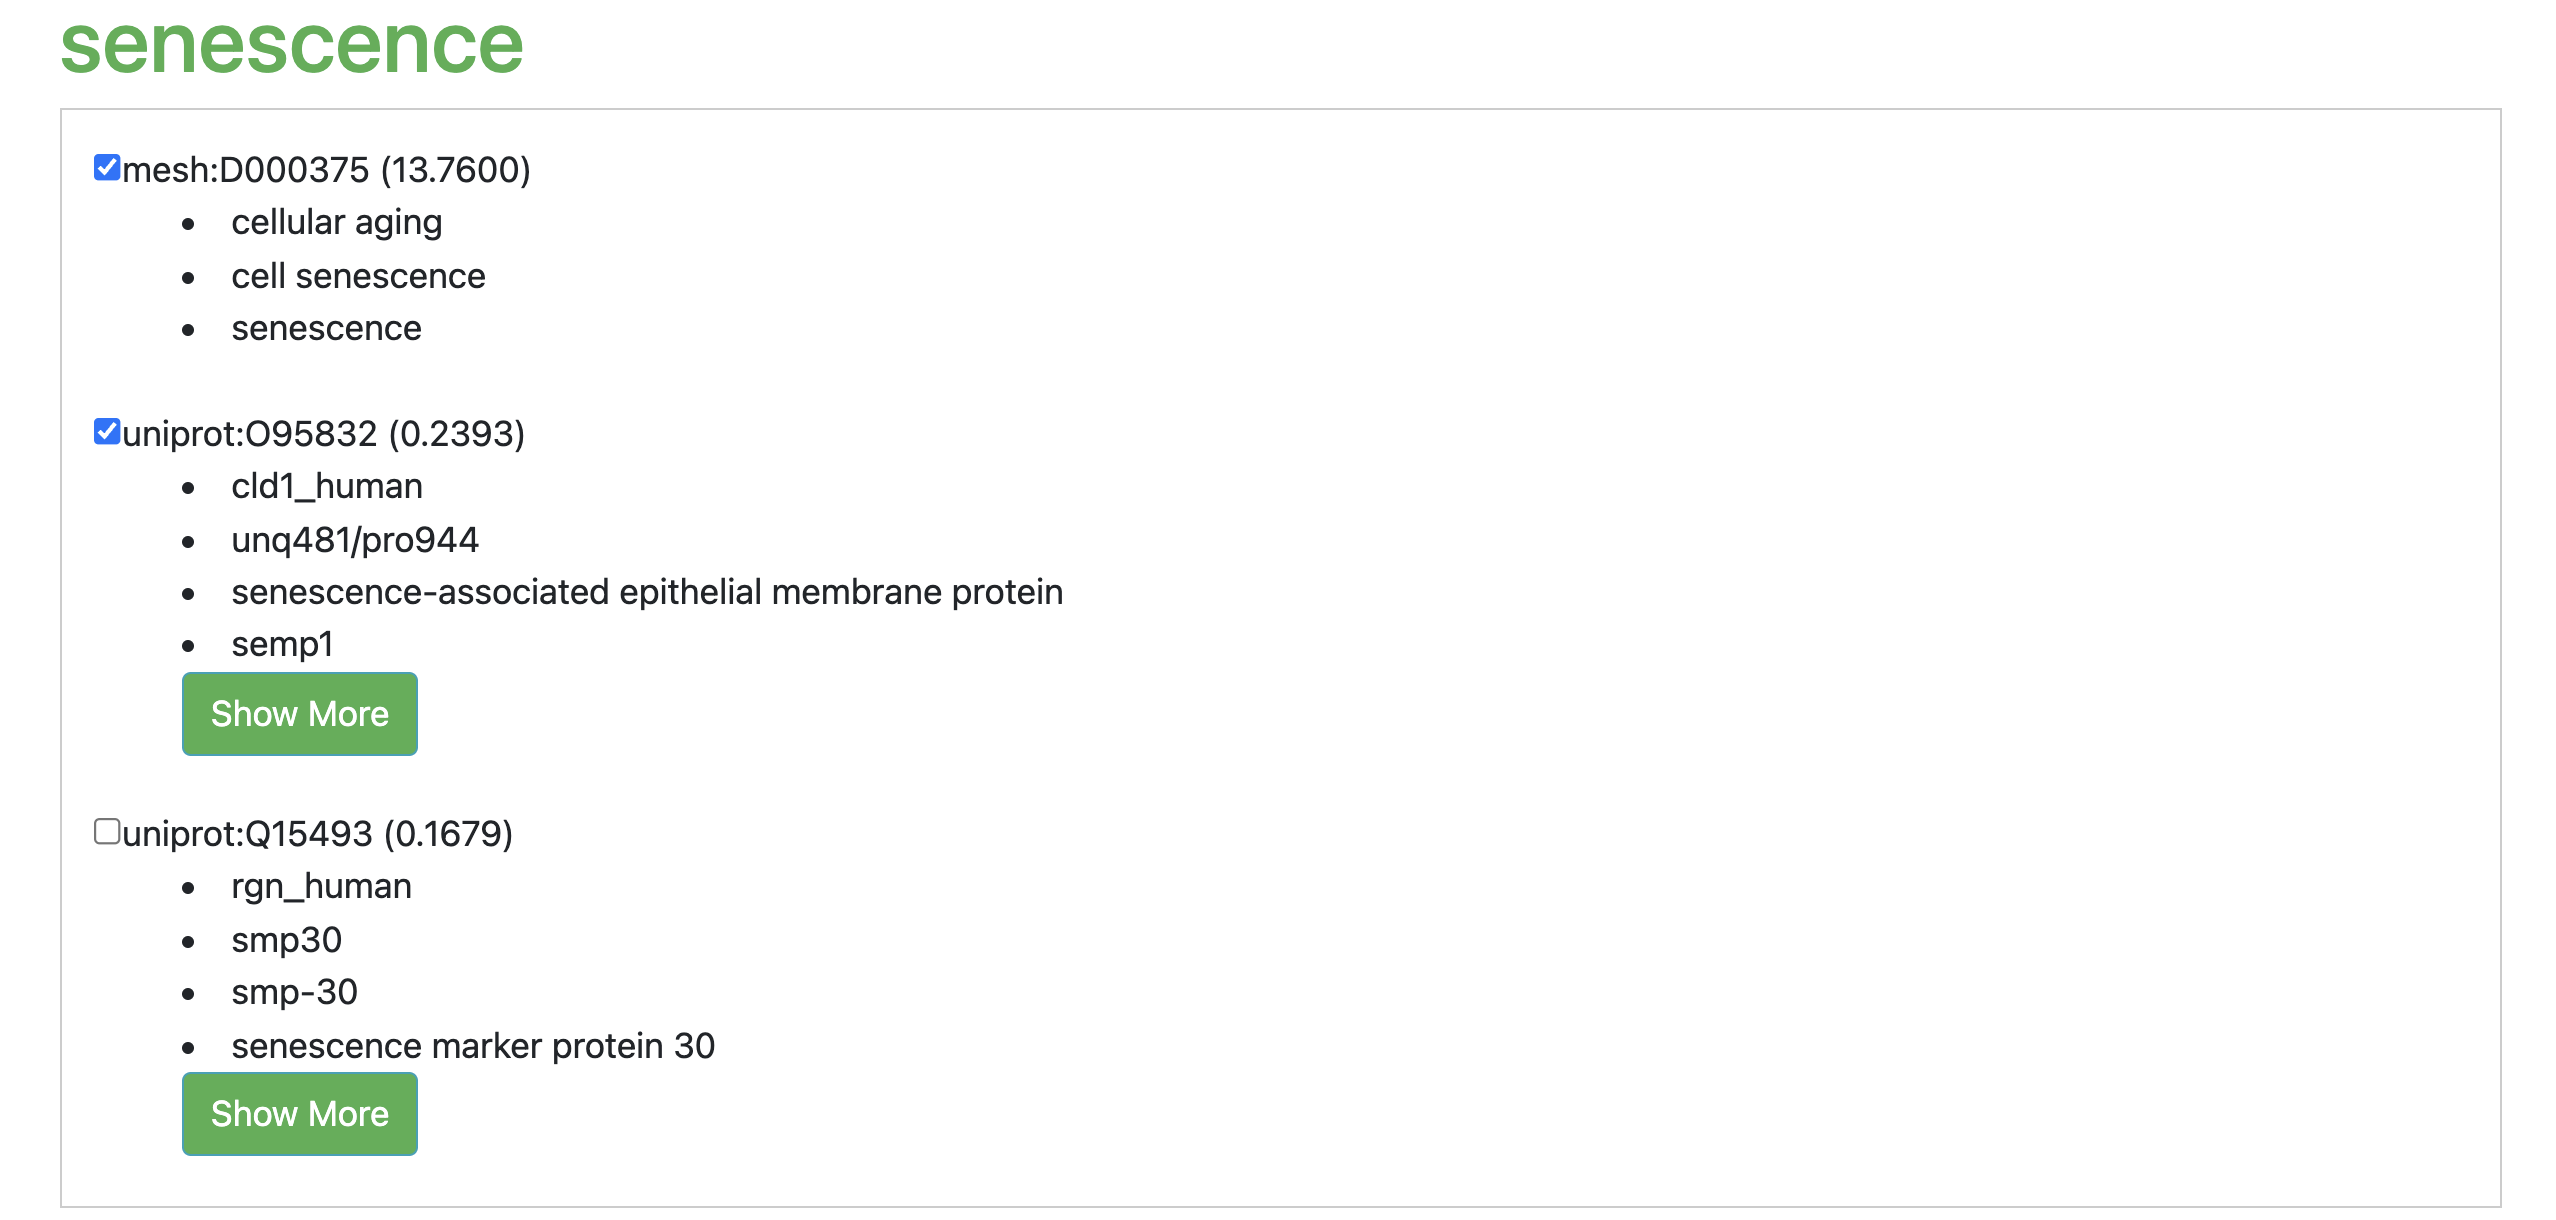 senescence
mesh:D000375 (13.7600)
cellular aging
cell senescence
senescence
uniprot:O95832 (0.2393)
cld1_human
unq481/pro944
senescence-associated epithelial membrane protein
semp1
Show More
uniprot:Q15493 (0.1679)
rgn_human
smp30
smp-30
senescence marker protein 30
Show More